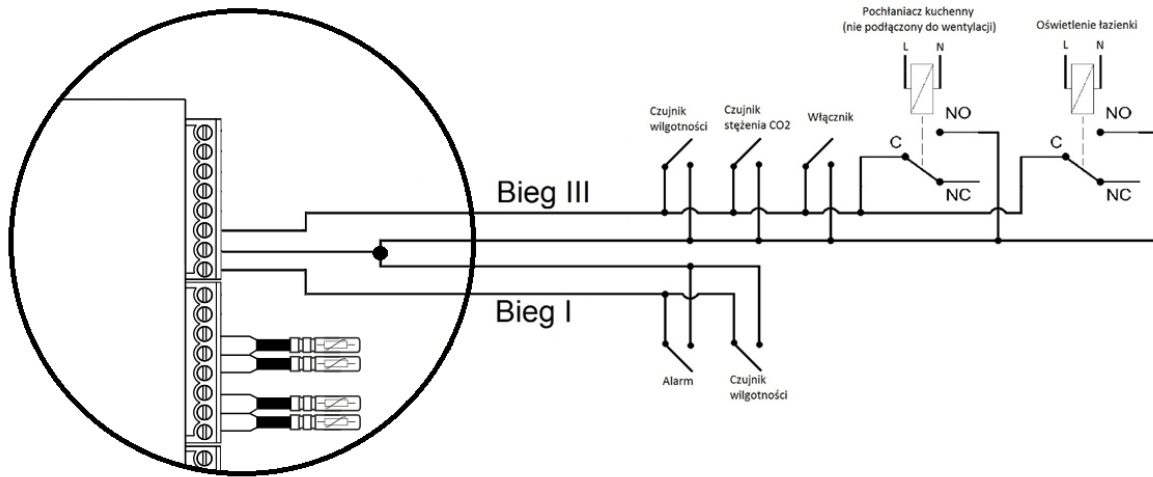 Pochłaniacz kuchenny
(nie podłączony do wentylacji)
L N
Oświetlenie łazienki
L N
Czujnik
wilgotności
Czujnik
stężenia CO2
Włącznik
NO
C
NC
NO
C
NC
Bieg III
Bieg I
Alarm
Czujnik
wilgotności